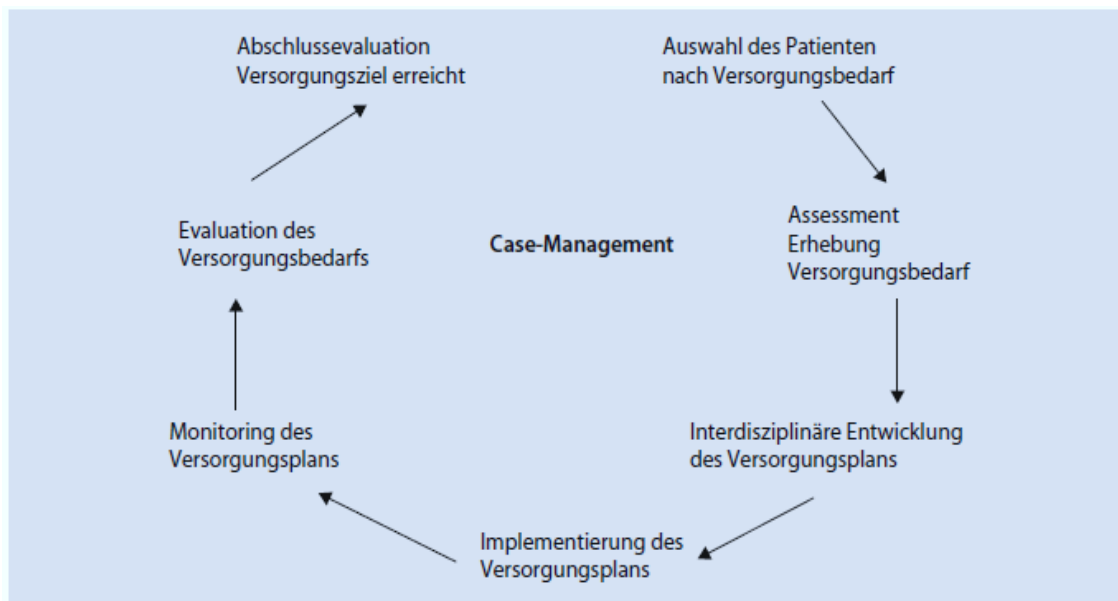 Abschlussevaluation
Versorgungsziel erreicht
Auswahl des Patienten
nach Versorgungsbedarf
Evaluation des
Versorgungsbedarfs
Case-Management
Assessment
Erhebung
Versorgungsbedarf
Monitoring des
Versorgungsplans
Interdisziplinäre Entwicklung
des Versorgungsplans
Implementierung des
Versorgungsplans